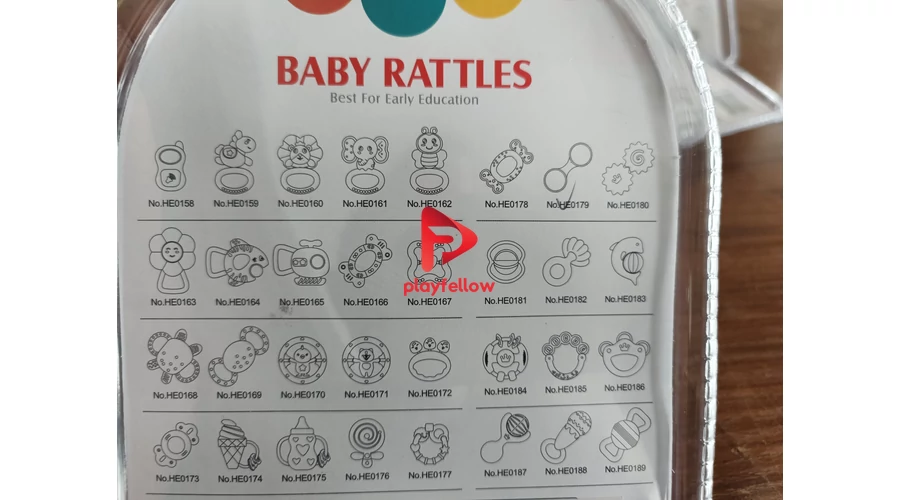 BABY RATTLES
Best For Early Education
No.HE0158 No.HE0159 No.HE0160 No.HE0161 No.HE0162 No.HE0178 No.HE0179 No.HE0180
playfellow
No.HE0163 No.HE0164 No.HE0165 No.HE0166 No.HE0167 No.HE0181 No.HE0182 No.HE0183
No.HE0168 No.HE0169 No.HE0170 No.HE0171 No.HE0172 No.HE0184 No.HE0185 No.HE0186
No.HE0173 No.HE0174 No.HE0175 No.HE0176 No.HE0177 No.HE0187 No.HE0188 No.HE0189